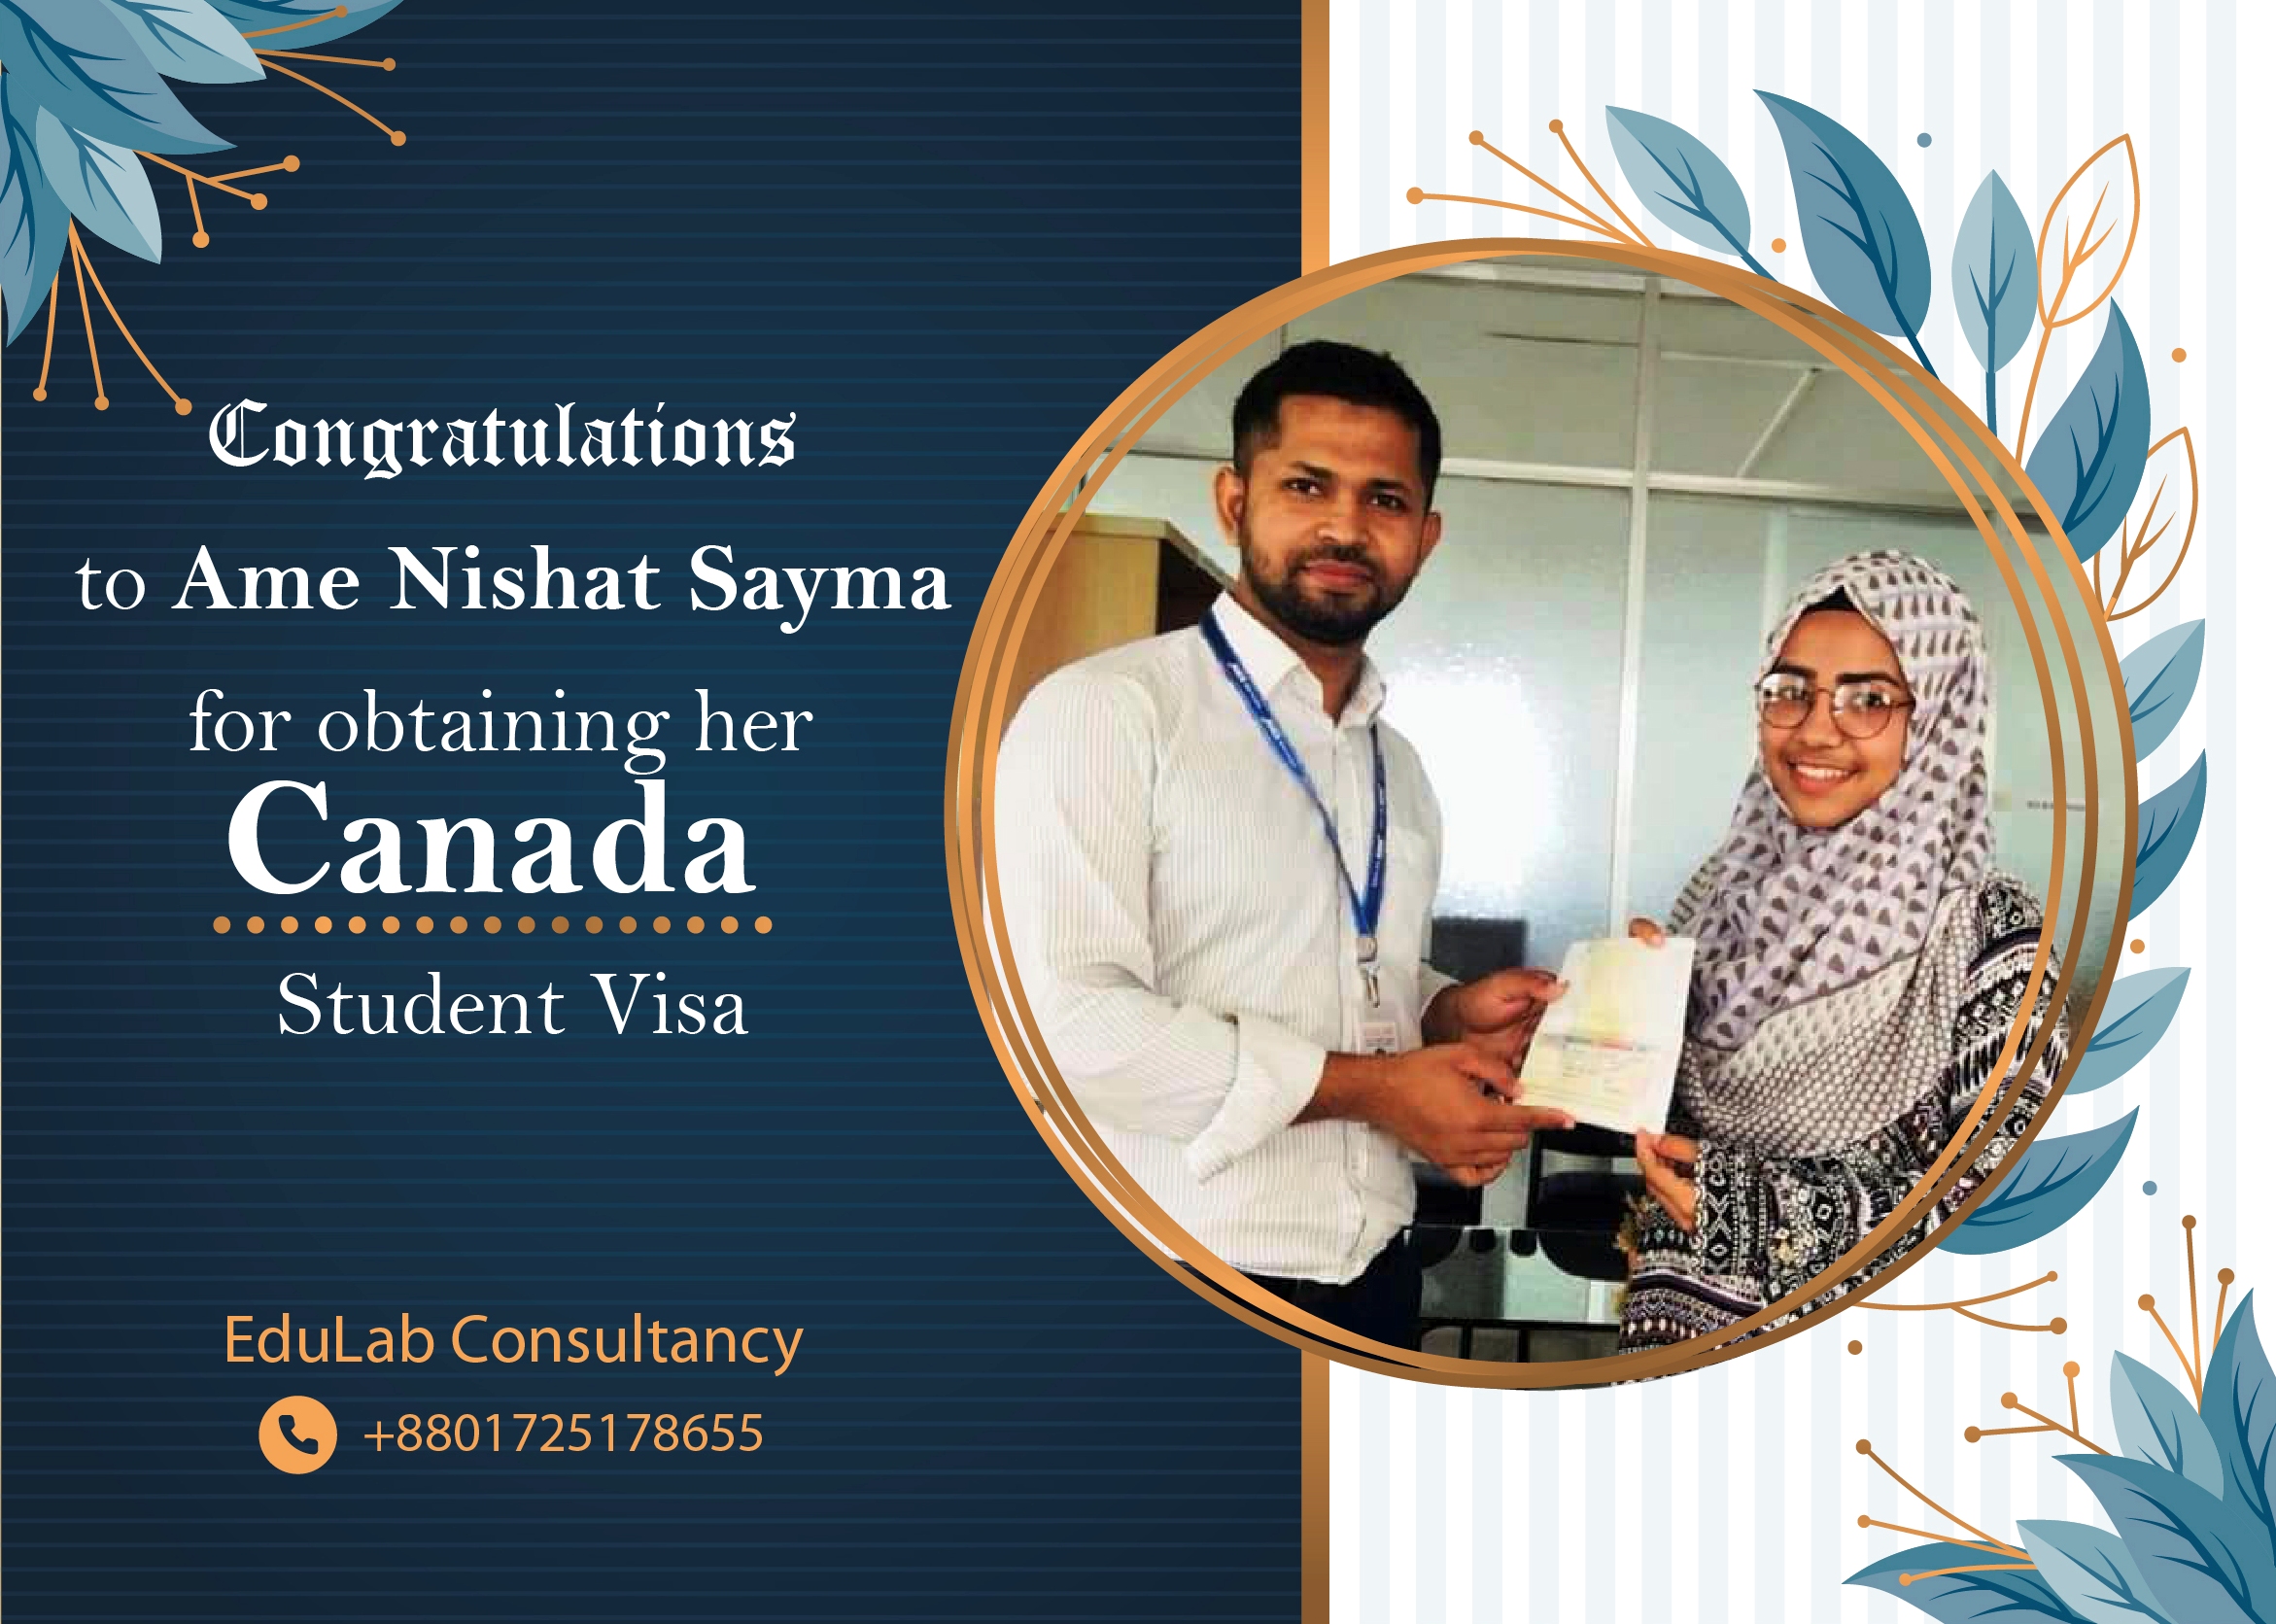 Congratulations
to Ame Nishat Sayma
for obtaining her
Canada
Student Visa
EduLab Consultancy
+8801725178655